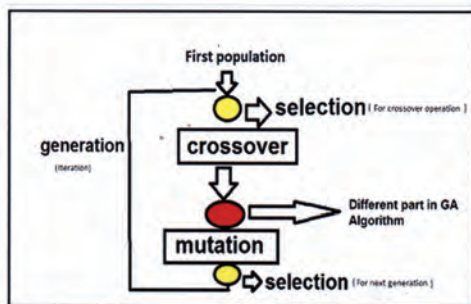 First population
selection ( For crossover operation )
generation
(iteration)
crossover
Different part in GA
Algorithm
mutation
selection ( For next generation )